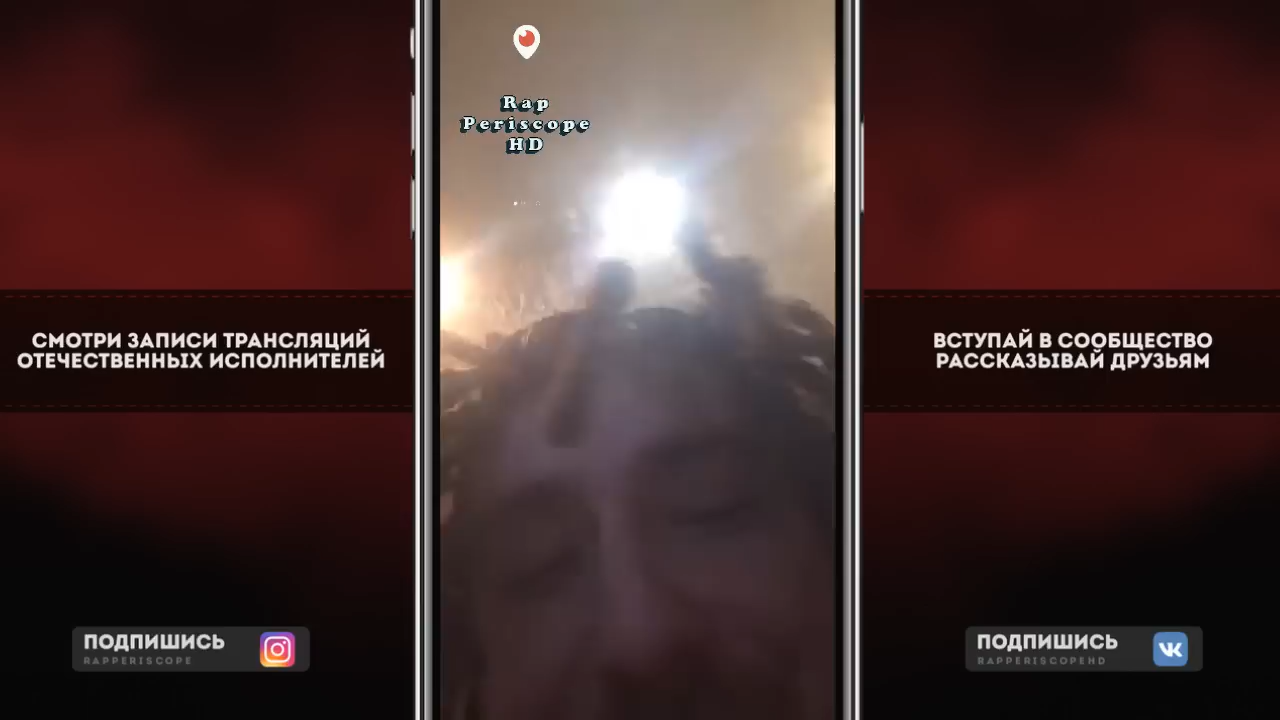 Rap
Periscope
HD
СМОТРИ ЗАПИСИ ТРАНСЛЯЦИЙ
ОТЕЧЕСТВЕННЫХ ИСПОЛНИТЕЛЕЙ
ВСТУПАЙ В СООБЩЕСТВО
РАССКАЗЫВАЙ ДРУЗЬЯМ
ПОДПИШИСЬ
RAPPERISCOPE
ПОДПИШИСЬ
RAPPERISCOPEHD